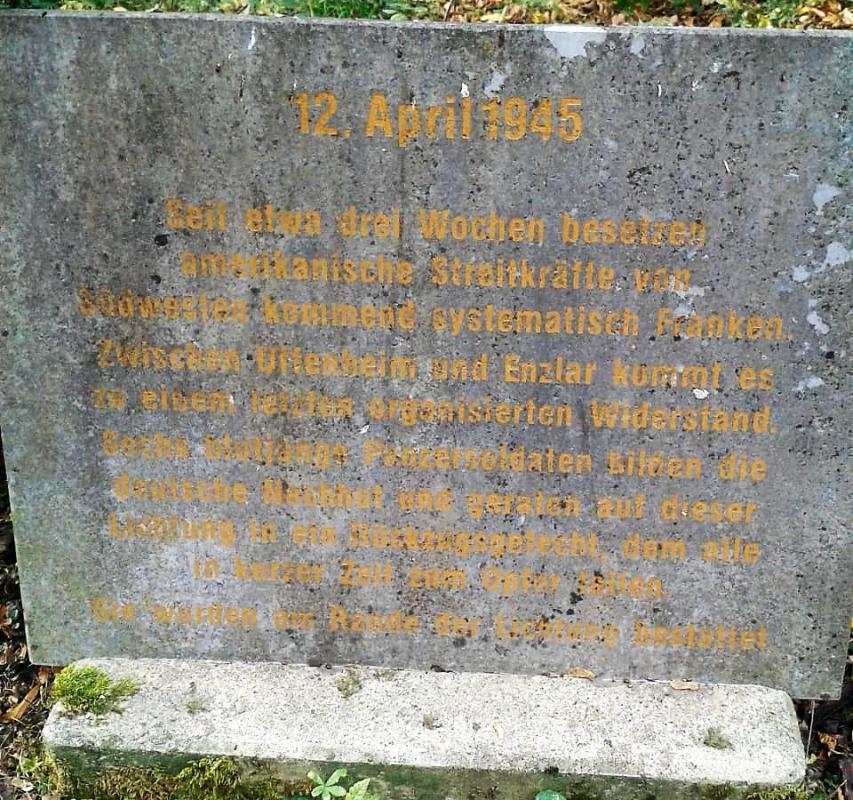 12. April 1945
Seit etwa drei Wochen besetzen
amerikanische Streitkräfte von
Südwesten kommend systematisch Franken.
Zwischen Uffenheim und Enzlar kommt es
zu einem letzten organisierten Widerstand.
Sechs blutjunge Panzersoldaten bilden die
deutsche Nachhut und geraten auf dieser
Lichtung in ein Rückzugsgefecht, dem alle
in kurzer Zeit zum Opfer fallen.
Sie wurden am Rande der Lichtung bestattet.